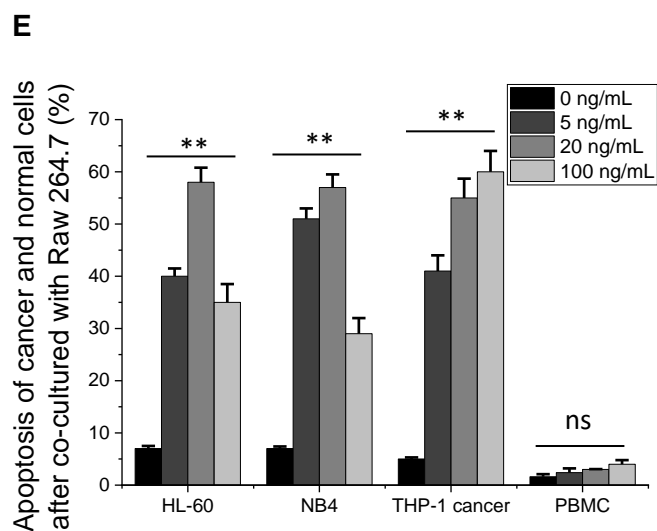 E
Apoptosis of cancer and normal cells
after co-cultured with Raw 264.7 (%)
0 ng/mL
5 ng/mL
20 ng/mL
100 ng/mL
70
60
50
40
30
20
10
0
**
**
**
ns
HL-60
NB4
THP-1 cancer
PBMC